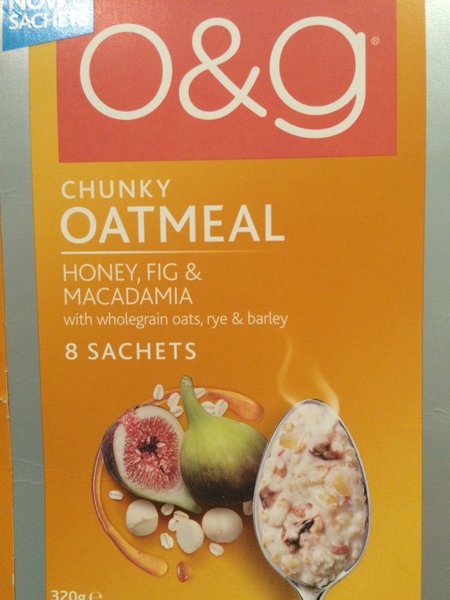 NOW
SACHETS
O&G®
CHUNKY
OATMEAL
HONEY, FIG &
MACADAMIA
with wholegrain oats, rye & barley
8 SACHETS
320g ℮